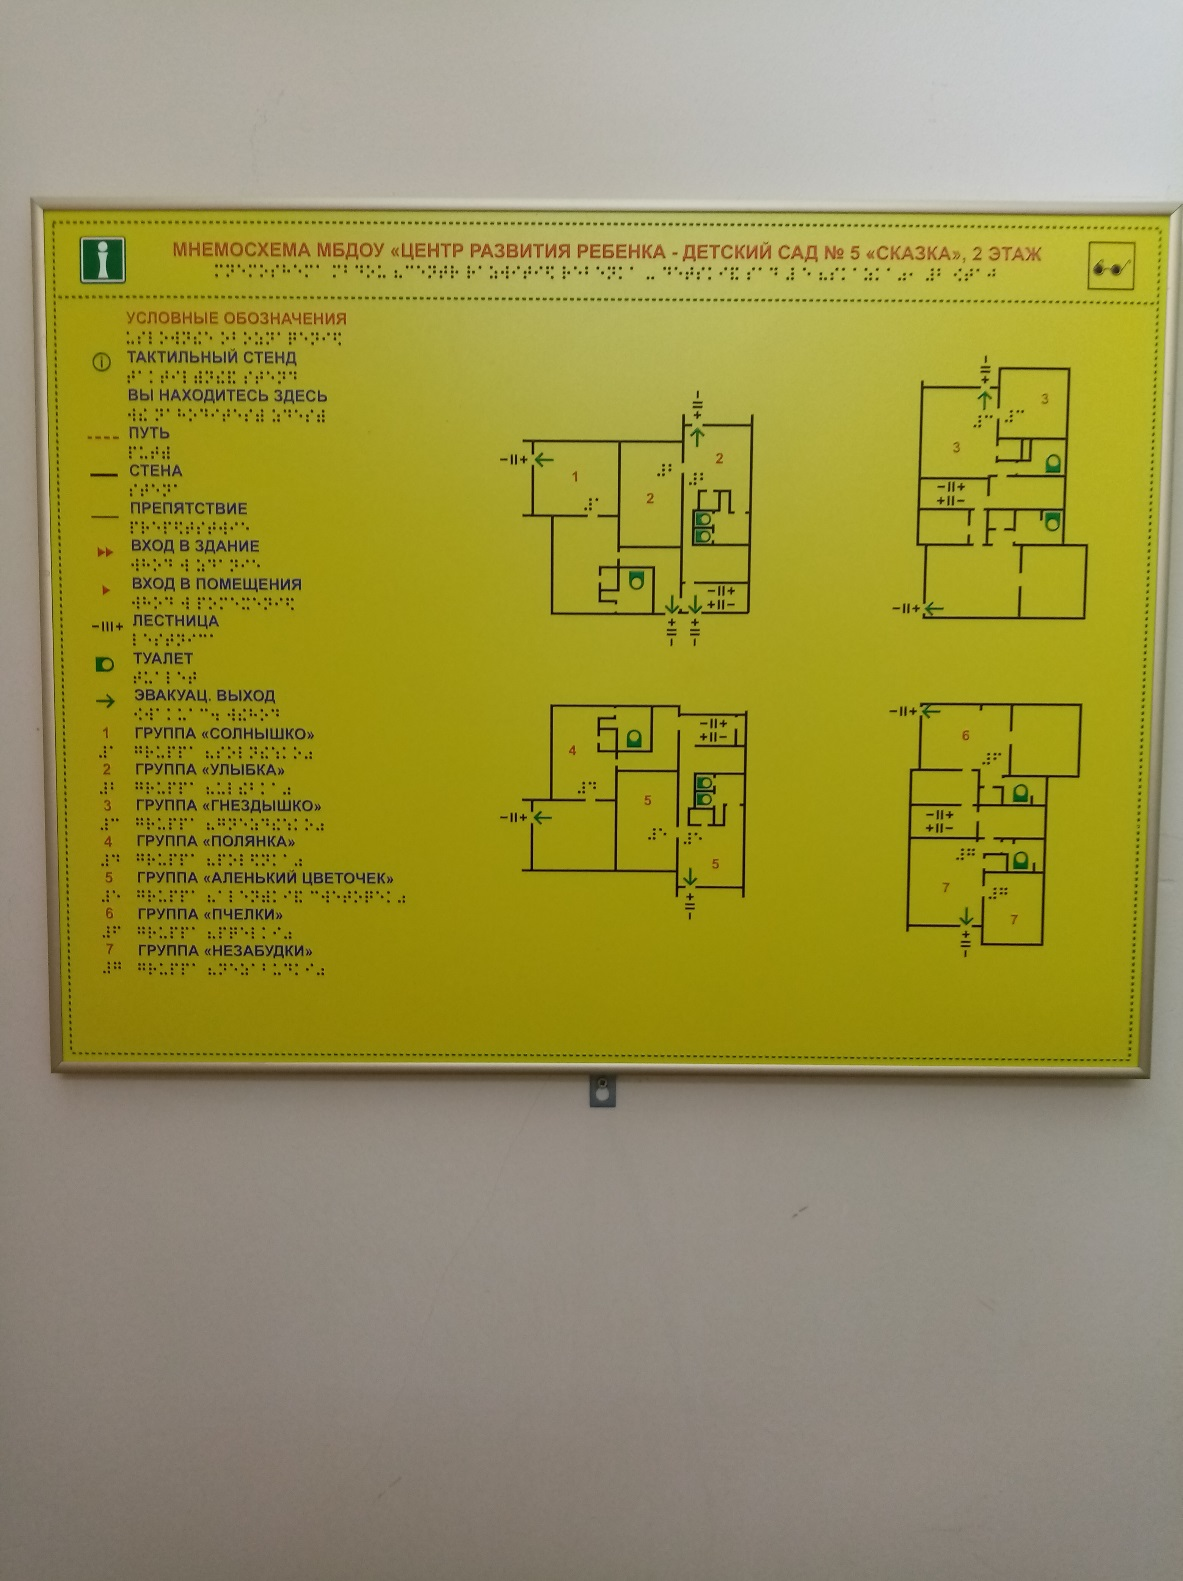 МНЕМОСХЕМА МБДОУ «ЦЕНТР РАЗВИТИЯ РЕБЕНКА - ДЕТСКИЙ САД № 5 «СКАЗКА», 2 ЭТАЖ
УСЛОВНЫЕ ОБОЗНАЧЕНИЯ
ТАКТИЛЬНЫЙ СТЕНД
ВЫ НАХОДИТЕСЬ ЗДЕСЬ
ПУТЬ
СТЕНА
ПРЕПЯТСТВИЕ
ВХОД В ЗДАНИЕ
ВХОД В ПОМЕЩЕНИЯ
ЛЕСТНИЦА
ТУАЛЕТ
ЭВАКУАЦ. ВЫХОД
1 ГРУППА «СОЛНЫШКО»
2 ГРУППА «УЛЫБКА»
3 ГРУППА «ГНЕЗДЫШКО»
4 ГРУППА «ПОЛЯНКА»
5 ГРУППА «АЛЕНЬКИЙ ЦВЕТОЧЕК»
6 ГРУППА «ПЧЕЛКИ»
7 ГРУППА «НЕЗАБУДКИ»
1
2
2
3
3
4
5
5
6
7
7